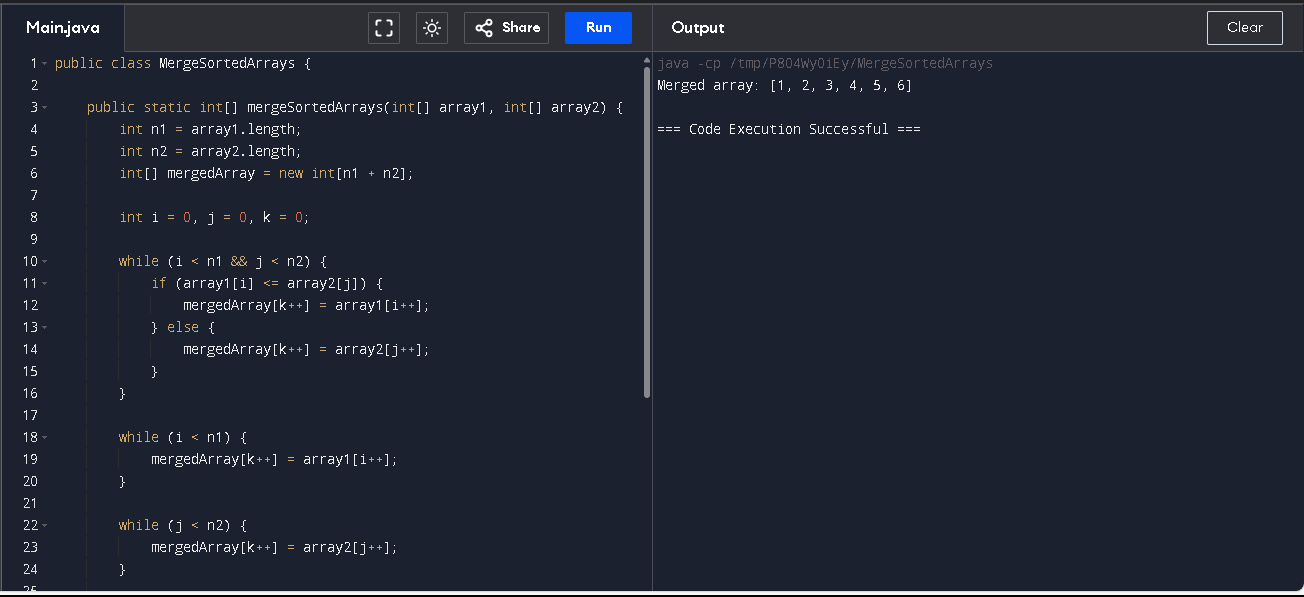 Main.java
Share
Run
Output
Clear
1 public class MergeSortedArrays {
2
3     public static int[] mergeSortedArrays(int[] array1, int[] array2) {
4         int n1 = array1.length;
5         int n2 = array2.length;
6         int[] mergedArray = new int[n1 + n2];
7
8         int i = 0, j = 0, k = 0;
9
10         while (i < n1 && j < n2) {
11             if (array1[i] <= array2[j]) {
12                 mergedArray[k++] = array1[i++];
13             } else {
14                 mergedArray[k++] = array2[j++];
15             }
16         }
17
18         while (i < n1) {
19             mergedArray[k++] = array1[i++];
20         }
21
22         while (j < n2) {
23             mergedArray[k++] = array2[j++];
24         }
25
java -cp /tmp/P8O4WyOiEy/MergeSortedArrays
Merged array: [1, 2, 3, 4, 5, 6]
=== Code Execution Successful ===